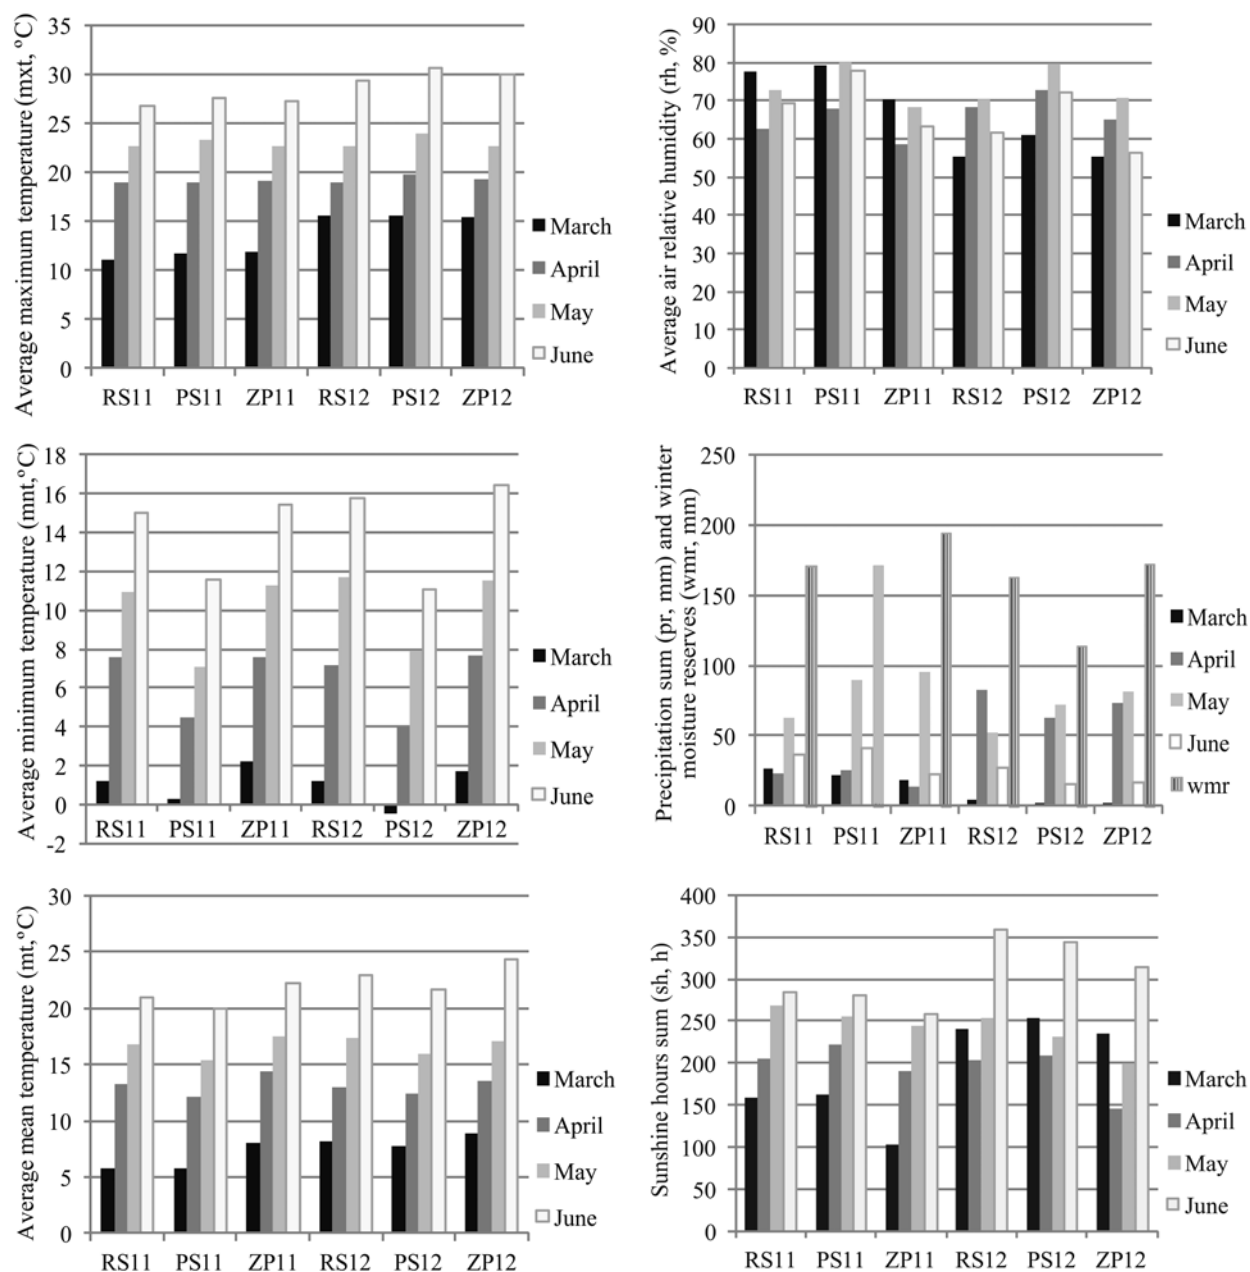 Average maximum temperature (mxt, °C)
35
30
25
20
15
10
5
0
RS11 PS11 ZP11 RS12 PS12 ZP12
March
April
May
June
Average air relative humidity (rh, %)
90
80
70
60
50
40
30
20
10
0
RS11 PS11 ZP11 RS12 PS12 ZP12
March
April
May
June
Average minimum temperature (mnt,°C)
18
16
14
12
10
8
6
4
2
0
-2
RS11 PS11 ZP11 RS12 PS12 ZP12
March
April
May
June
Precipitation sum (pr, mm) and winter
moisture reserves (wmr, mm)
250
200
150
100
50
0
RS11 PS11 ZP11 RS12 PS12 ZP12
March
April
May
June
wmr
Average mean temperature (mt,°C)
30
25
20
15
10
5
0
RS11 PS11 ZP11 RS12 PS12 ZP12
March
April
May
June
Sunshine hours sum (sh, h)
400
350
300
250
200
150
100
50
0
RS11 PS11 ZP11 RS12 PS12 ZP12
March
April
May
June